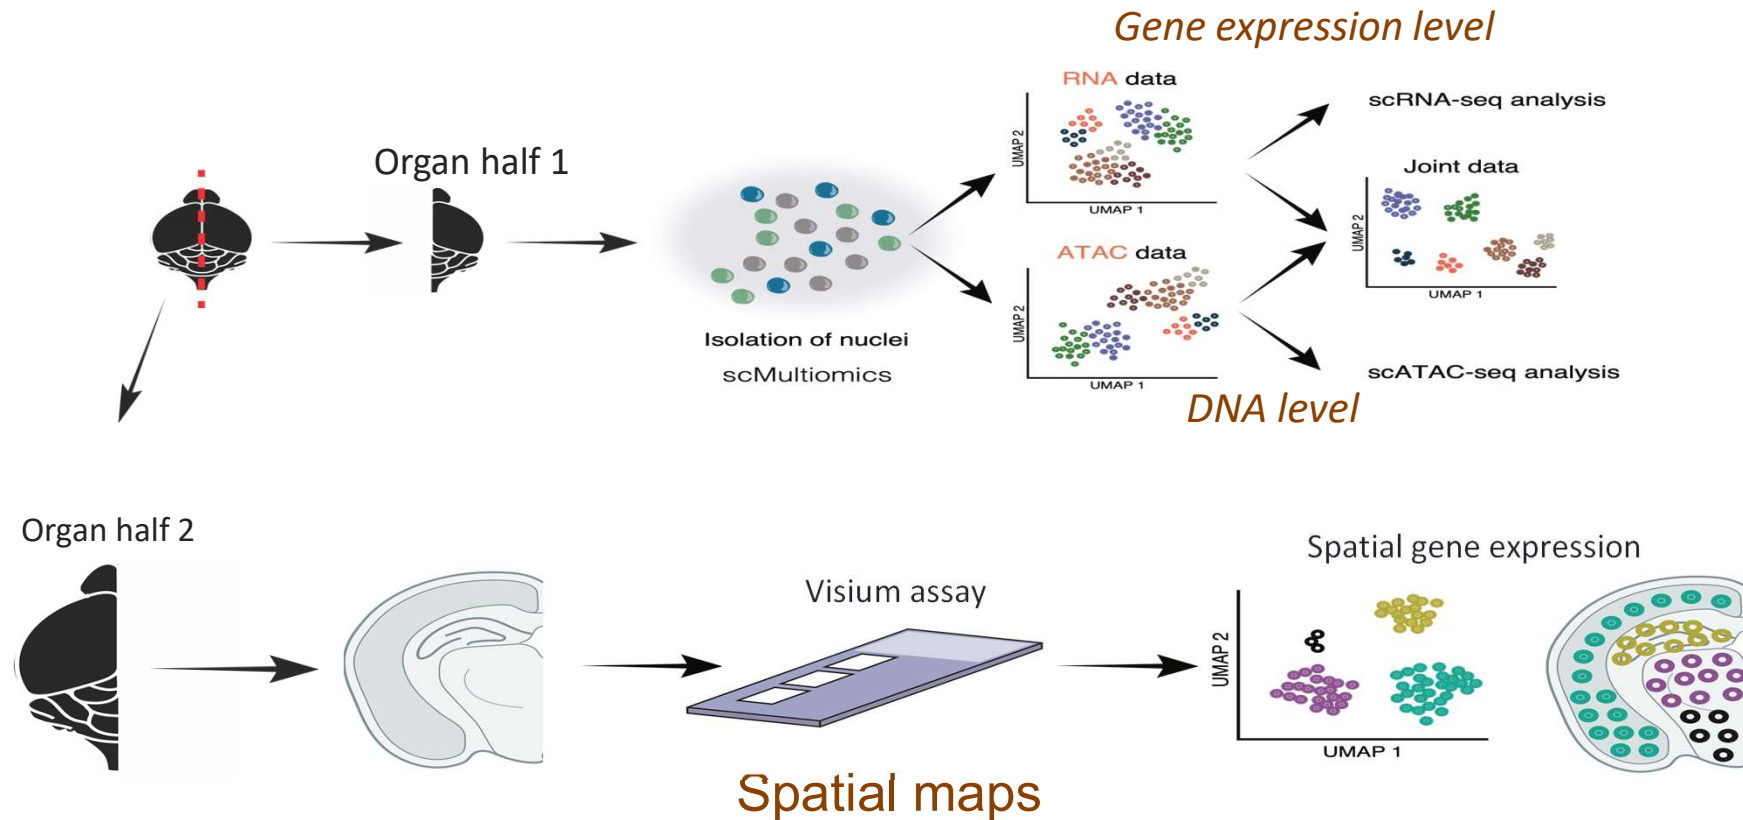 Gene expression level
RNA data
UMAP 2
UMAP 1
scRNA-seq analysis
Organ half 1
Joint data
UMAP 2
UMAP 1
ATAC data
UMAP 2
UMAP 1
Isolation of nuclei
scMultiomics
scATAC-seq analysis
DNA level
Organ half 2
Visium assay
Spatial gene expression
UMAP 2
UMAP 1
Spatial maps